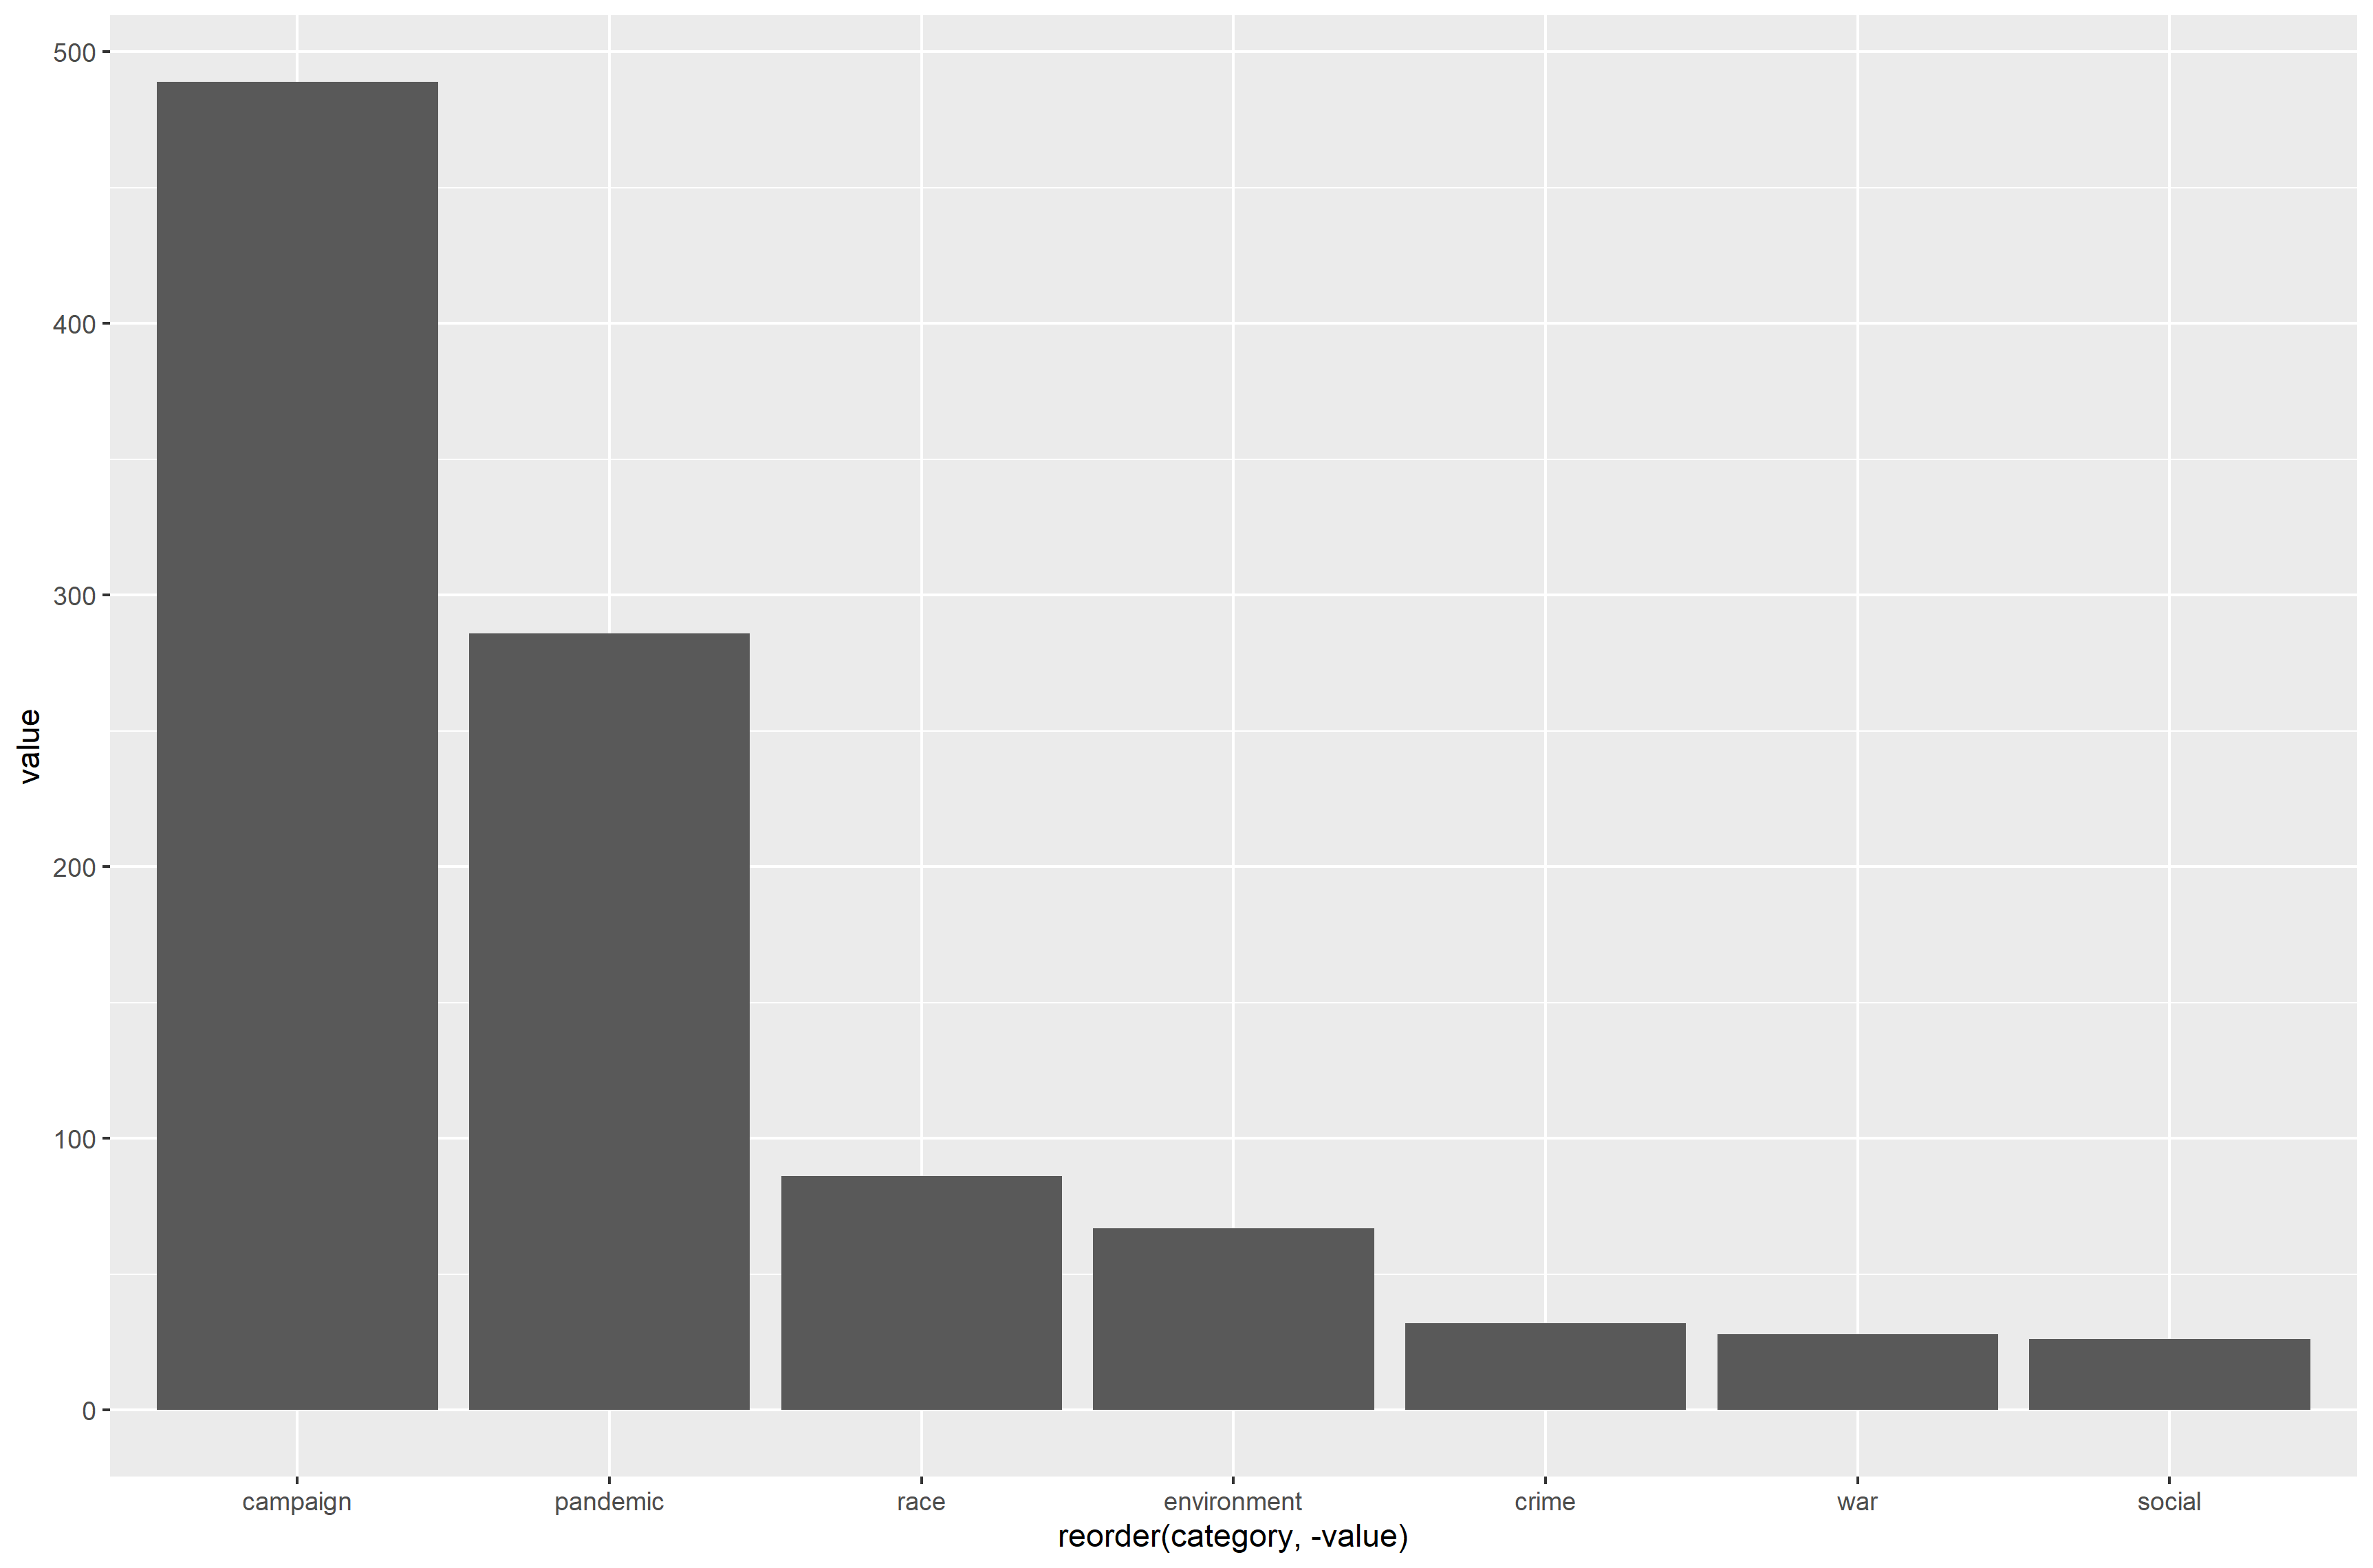 500
400
300
200
100
0
value
campaign pandemic race environment crime war social
reorder(category, -value)